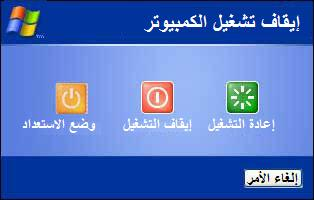 إيقاف تشغيل الكمبيوتر
إعادة التشغيل إيقاف التشغيل وضع الاستعداد
إلغاء الأمر